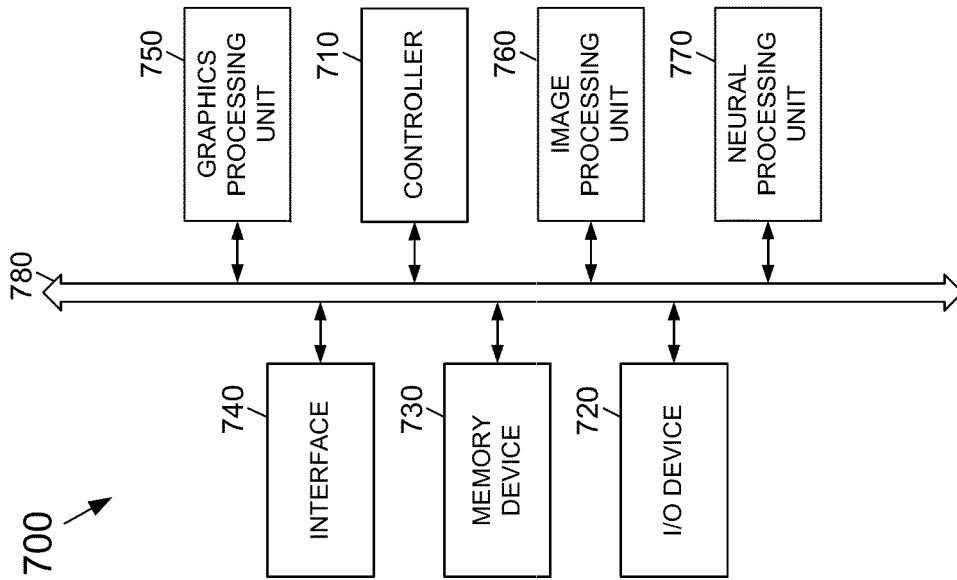 700
780
740
INTERFACE
730
MEMORY
DEVICE
720
I/O DEVICE
750
GRAPHICS
PROCESSING
UNIT
710
CONTROLLER
760
IMAGE
PROCESSING
UNIT
770
NEURAL
PROCESSING
UNIT